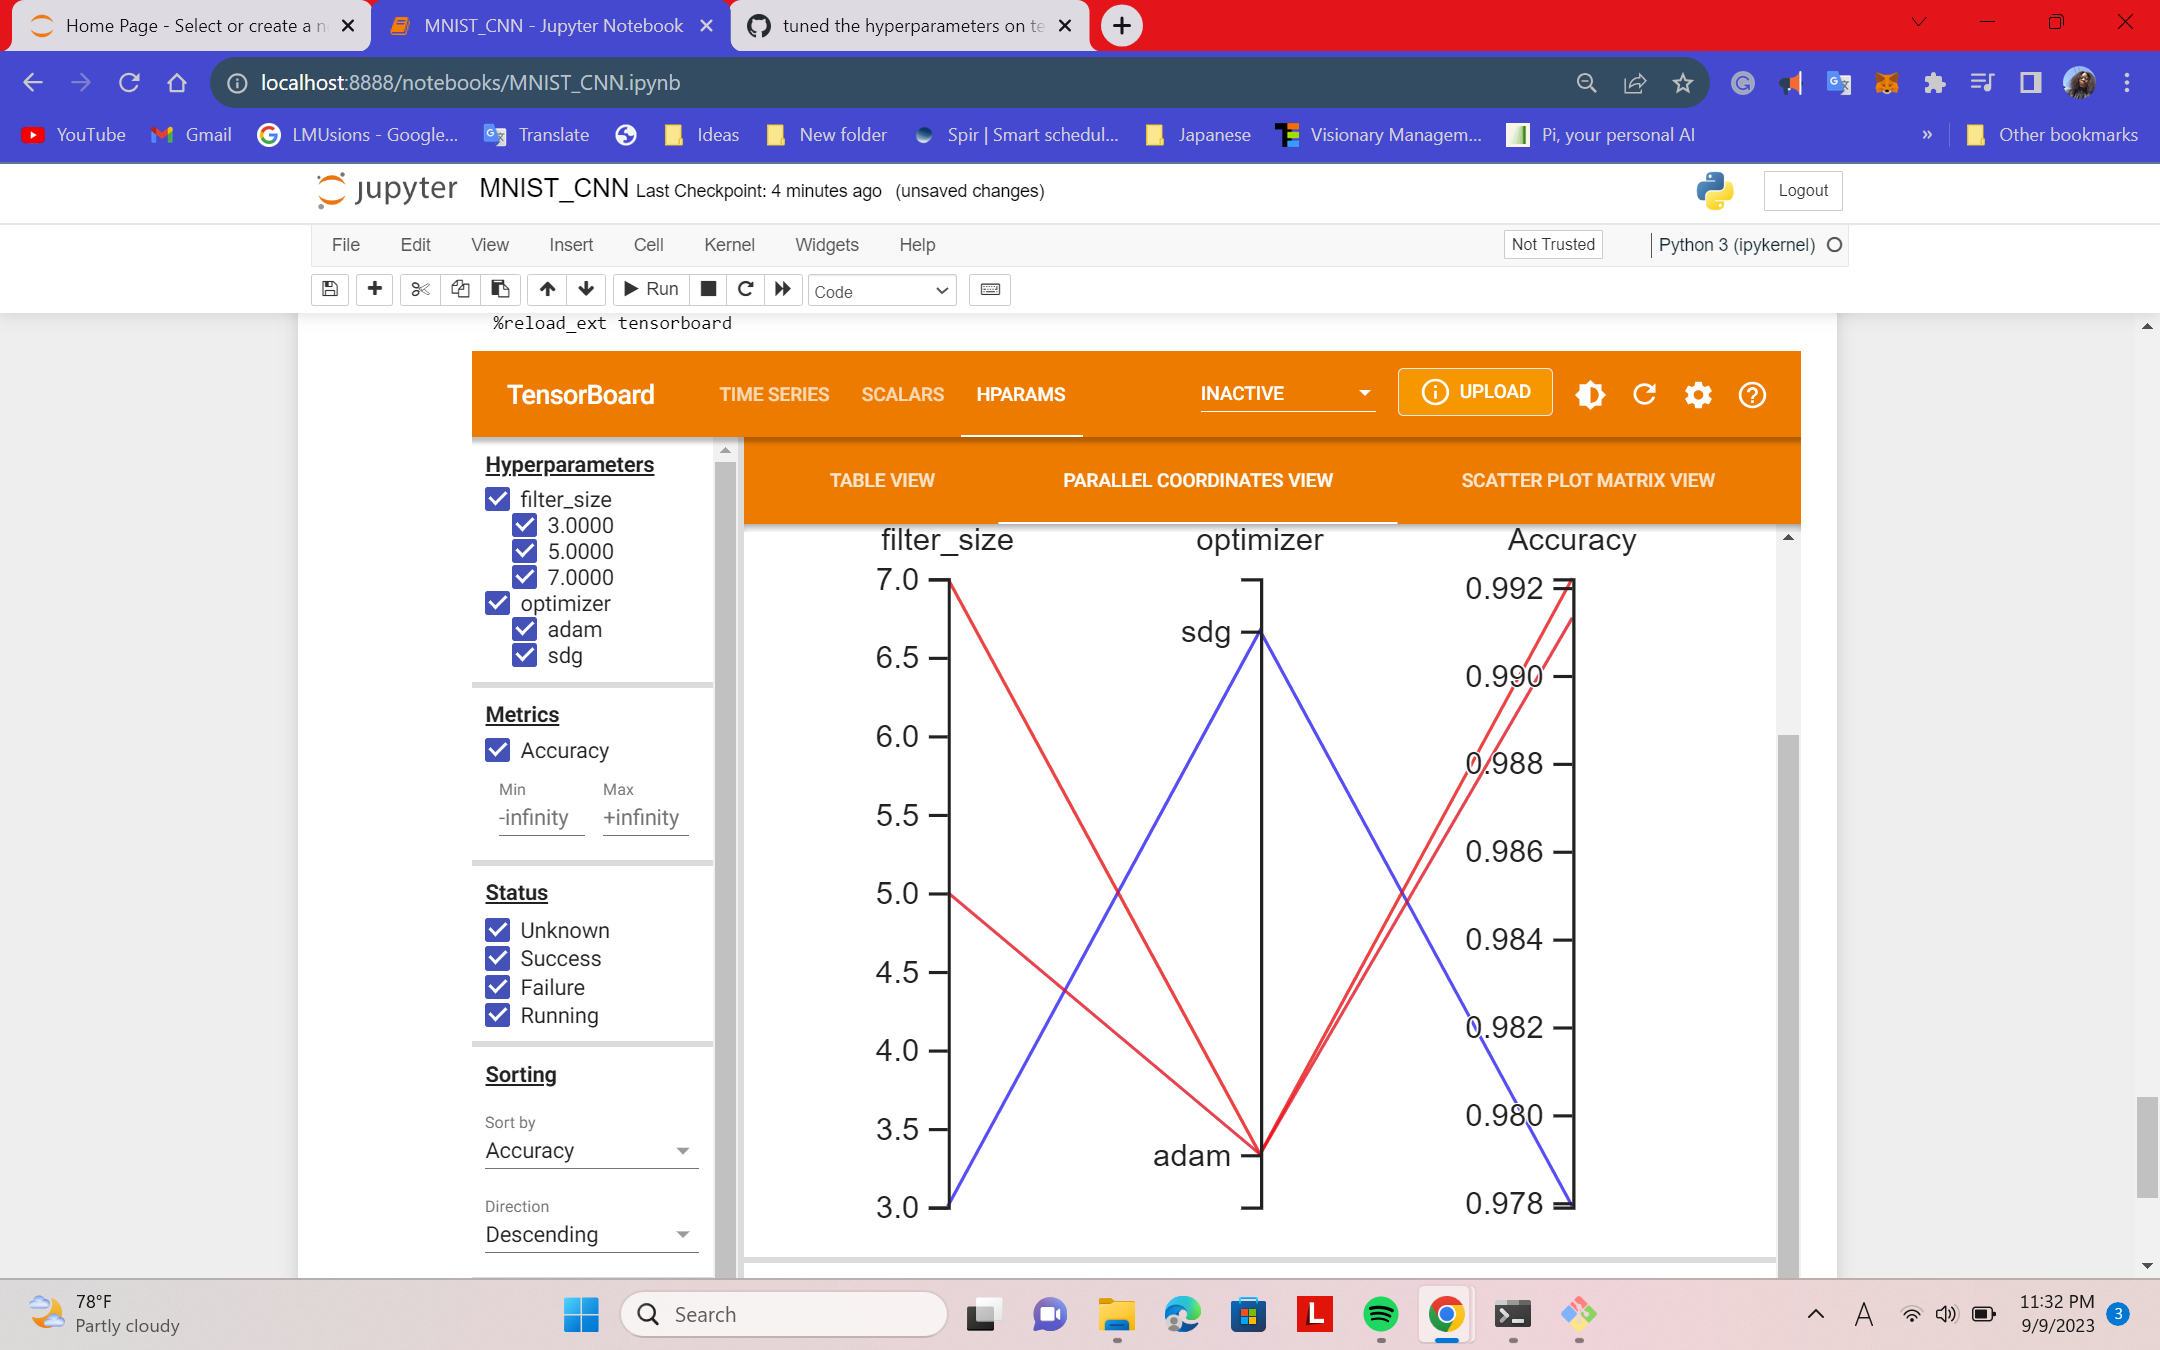 Home Page - Select or create a n
MNIST_CNN - Jupyter Notebook
tuned the hyperparameters on te
localhost:8888/notebooks/MNIST_CNN.ipynb
YouTube
Gmail
LMUsions - Google...
Translate
Ideas
New folder
Spir | Smart schedul...
Japanese
Visionary Managem...
Pi, your personal AI
»
Other bookmarks
jupyter MNIST_CNN Last Checkpoint: 4 minutes ago (unsaved changes)
Logout
File Edit View Insert Cell Kernel Widgets Help
Not Trusted
Python 3 (ipykernel)
Run
Code
%reload_ext tensorboard
TensorBoard
TIME SERIES SCALARS HPARAMS
INACTIVE
UPLOAD
TABLE VIEW
PARALLEL COORDINATES VIEW
SCATTER PLOT MATRIX VIEW
Hyperparameters
filter_size
3.0000
5.0000
7.0000
optimizer
adam
sdg
Metrics
Accuracy
Min Max
-infinity +infinity
Status
Unknown
Success
Failure
Running
Sorting
Sort by
Accuracy
Direction
Descending
filter_size
7.0
6.5
6.0
5.5
5.0
4.5
4.0
3.5
3.0
optimizer
sdg
adam
Accuracy
0.992
0.990
0.988
0.986
0.984
0.982
0.980
0.978
78°F
Partly cloudy
Search
L
A
11:32 PM
9/9/2023
3